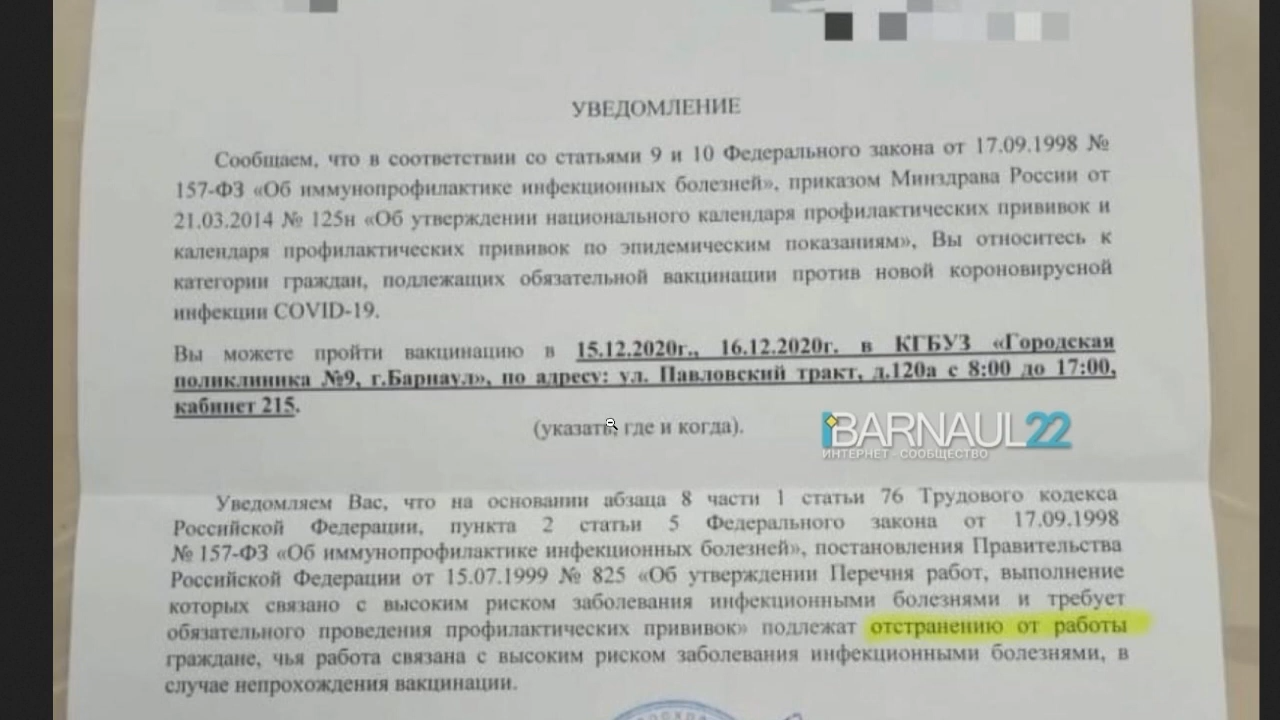 УВЕДОМЛЕНИЕ
Сообщаем, что в соответствии со статьями 9 и 10 Федерального закона от 17.09.1998 №
157-ФЗ «Об иммунопрофилактике инфекционных болезней», приказом Минздрава России от
21.03.2014 № 125н «Об утверждении национального календаря профилактических прививок и
календаря профилактических прививок по эпидемическим показаниям», Вы относитесь к
категории граждан, подлежащих обязательной вакцинации против новой короновирусной
инфекции COVID-19.
Вы можете пройти вакцинацию в 15.12.2020г., 16.12.2020г. в КГБУЗ «Городская
поликлиника №9, г.Барнаул», по адресу: ул. Павловский тракт, д.120а с 8:00 до 17:00,
кабинет 215.
(указать, где и когда).
BARNAUL22
ИНТЕРНЕТ - СООБЩЕСТВО
Уведомляем Вас, что на основании абзаца 8 части 1 статьи 76 Трудового кодекса
Российской Федерации, пункта 2 статьи 5 Федерального закона от 17.09.1998
№ 157-ФЗ «Об иммунопрофилактике инфекционных болезней», постановления Правительства
Российской Федерации от 15.07.1999 № 825 «Об утверждении Перечня работ, выполнение
которых связано с высоким риском заболевания инфекционными болезнями и требует
обязательного проведения профилактических прививок» подлежат отстранению от работы
граждане, чья работа связана с высоким риском заболевания инфекционными болезнями, в
случае непрохождения вакцинации.